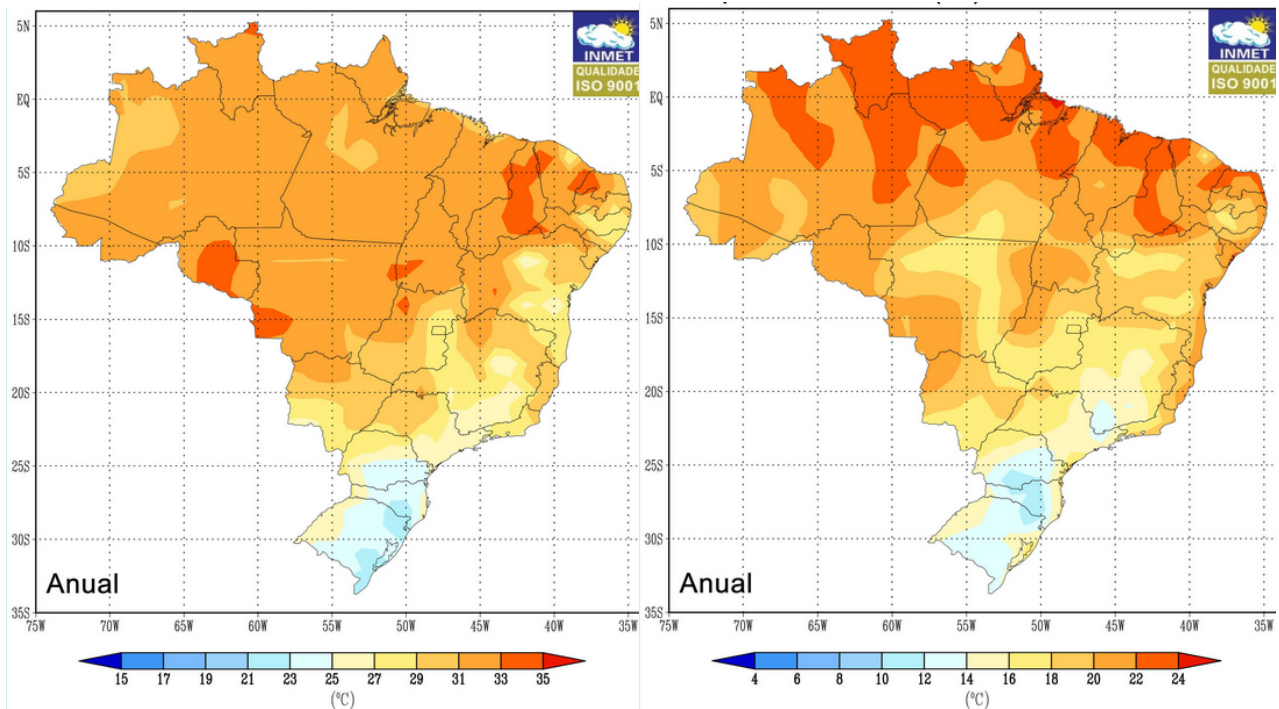 5N
EQ
5S
10S
15S
20S
25S
30S
35S
75W 70W 65W 60W 55W 50W 45W 40W 35W
INMET
QUALIDADE
ISO 9001
Anual
15 17 19 21 23 25 27 29 31 33 35
(ºC)
5N
EQ
5S
10S
15S
20S
25S
30S
35S
75W 70W 65W 60W 55W 50W 45W 40W 35W
INMET
QUALIDADE
ISO 9001
Anual
4 6 8 10 12 14 16 18 20 22 24
(ºC)